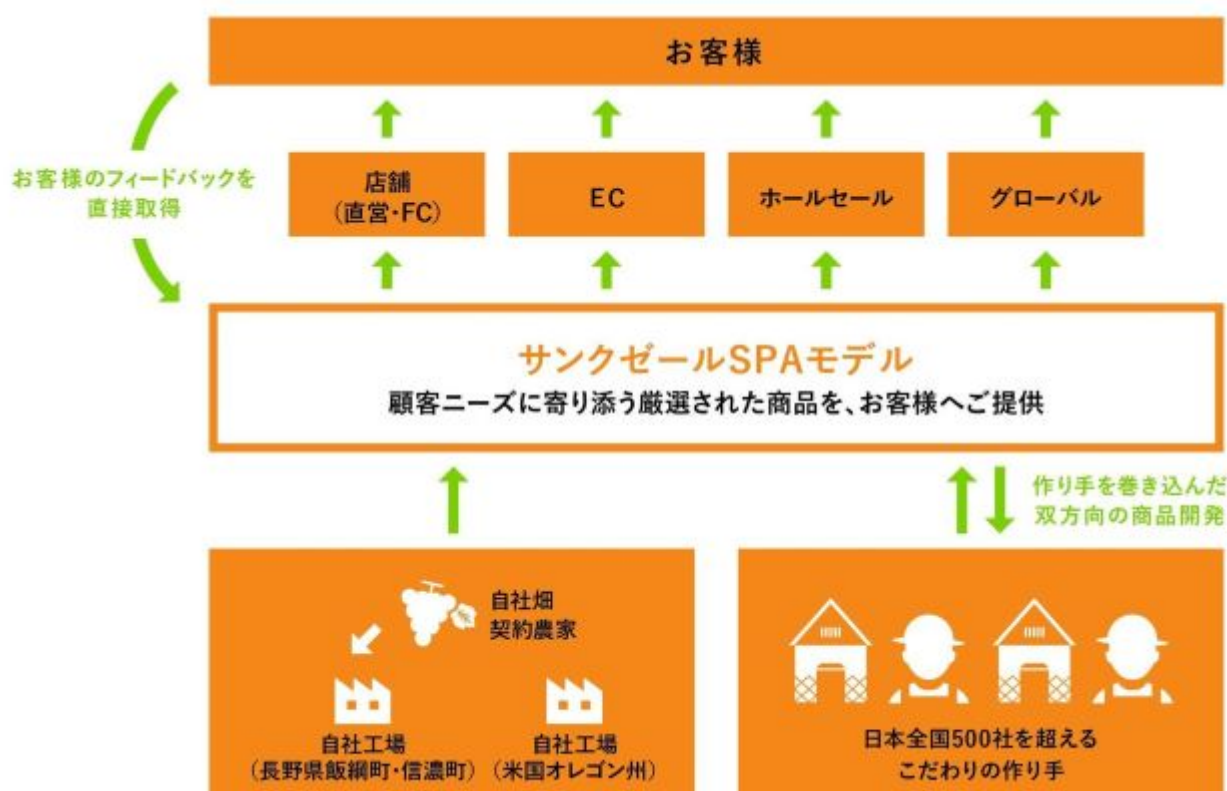 お客様
お客様のフィードバックを
直接取得
店舗
（直営・FC）
EC
ホールセール
グローバル
サンクゼールSPAモデル
顧客ニーズに寄り添う厳選された商品を、お客様へご提供
作り手を巻き込んだ
双方向の商品開発
自社畑
契約農家
自社工場
（長野県飯綱町・信濃町）
自社工場
（米国オレゴン州）
日本全国500社を超える
こだわりの作り手